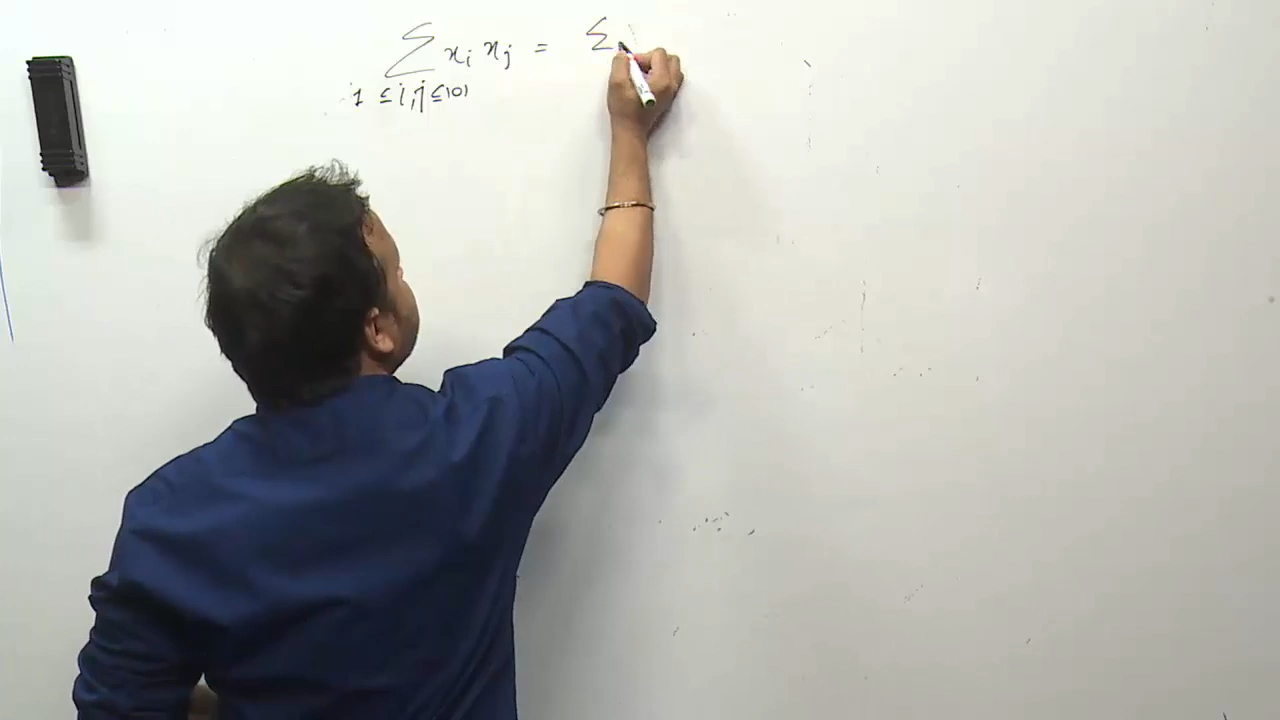 ∑ xᵢ xⱼ = ∑
1 ≤ i, j ≤ 101